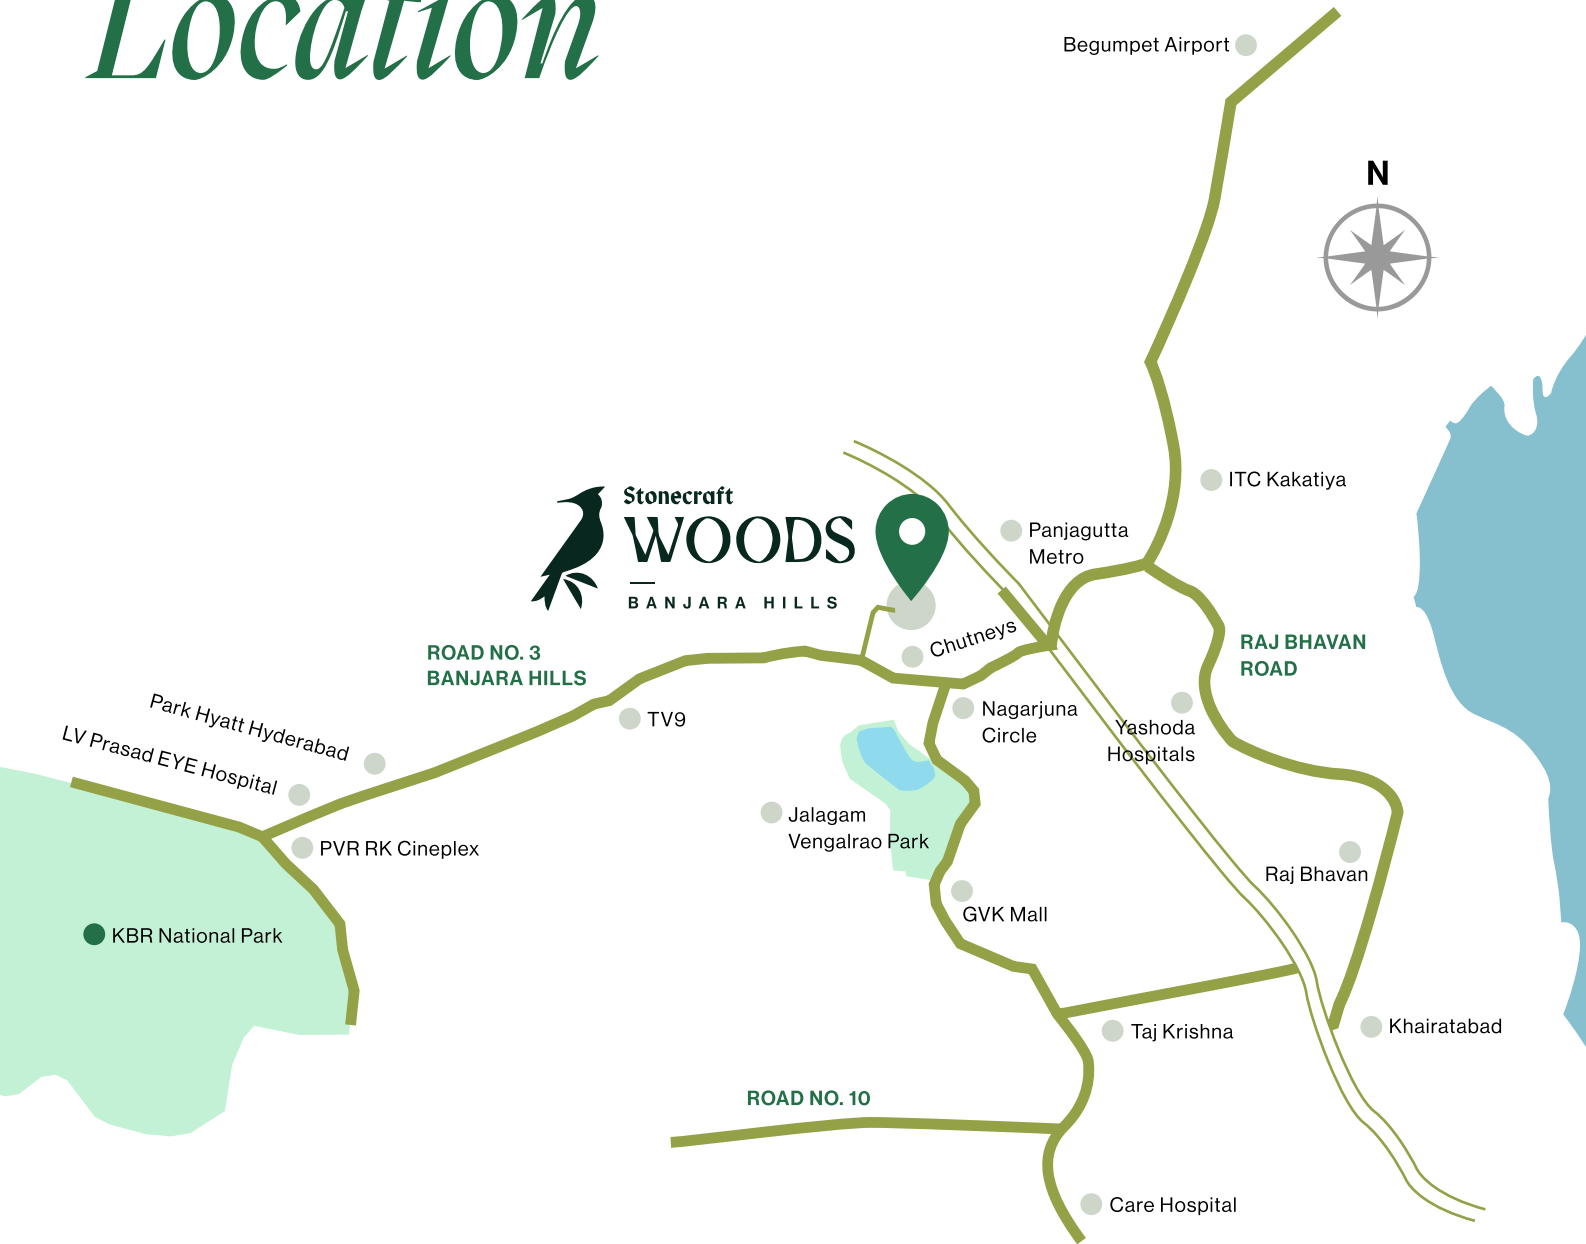 Location
Begumpet Airport
N
ITC Kakatiya
Stonecraft
WOODS
BANJARA HILLS
Panjagutta
Metro
Chutneys
ROAD NO. 3
BANJARA HILLS
RAJ BHAVAN
ROAD
Park Hyatt Hyderabad
LV Prasad EYE Hospital
TV9
Nagarjuna
Circle
Yashoda
Hospitals
Jalagam
Vengalrao Park
PVR RK Cineplex
Raj Bhavan
GVK Mall
KBR National Park
Taj Krishna
Khairatabad
ROAD NO. 10
Care Hospital